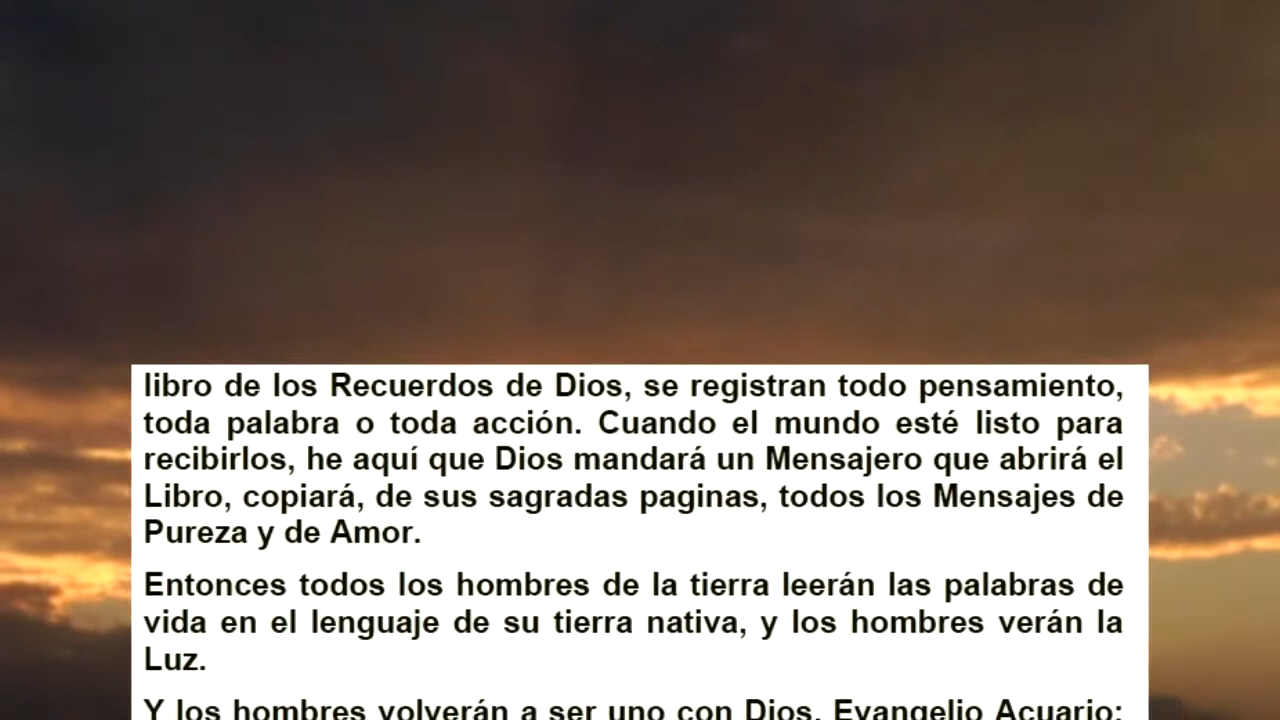 libro de los Recuerdos de Dios, se registran todo pensamiento,
toda palabra o toda acción. Cuando el mundo esté listo para
recibirlos, he aquí que Dios mandará un Mensajero que abrirá el
Libro, copiará, de sus sagradas paginas, todos los Mensajes de
Pureza y de Amor.
Entonces todos los hombres de la tierra leerán las palabras de
vida en el lenguaje de su tierra nativa, y los hombres verán la
Luz.
Y los hombres volverán a ser uno con Dios. Evangelio Acuario: